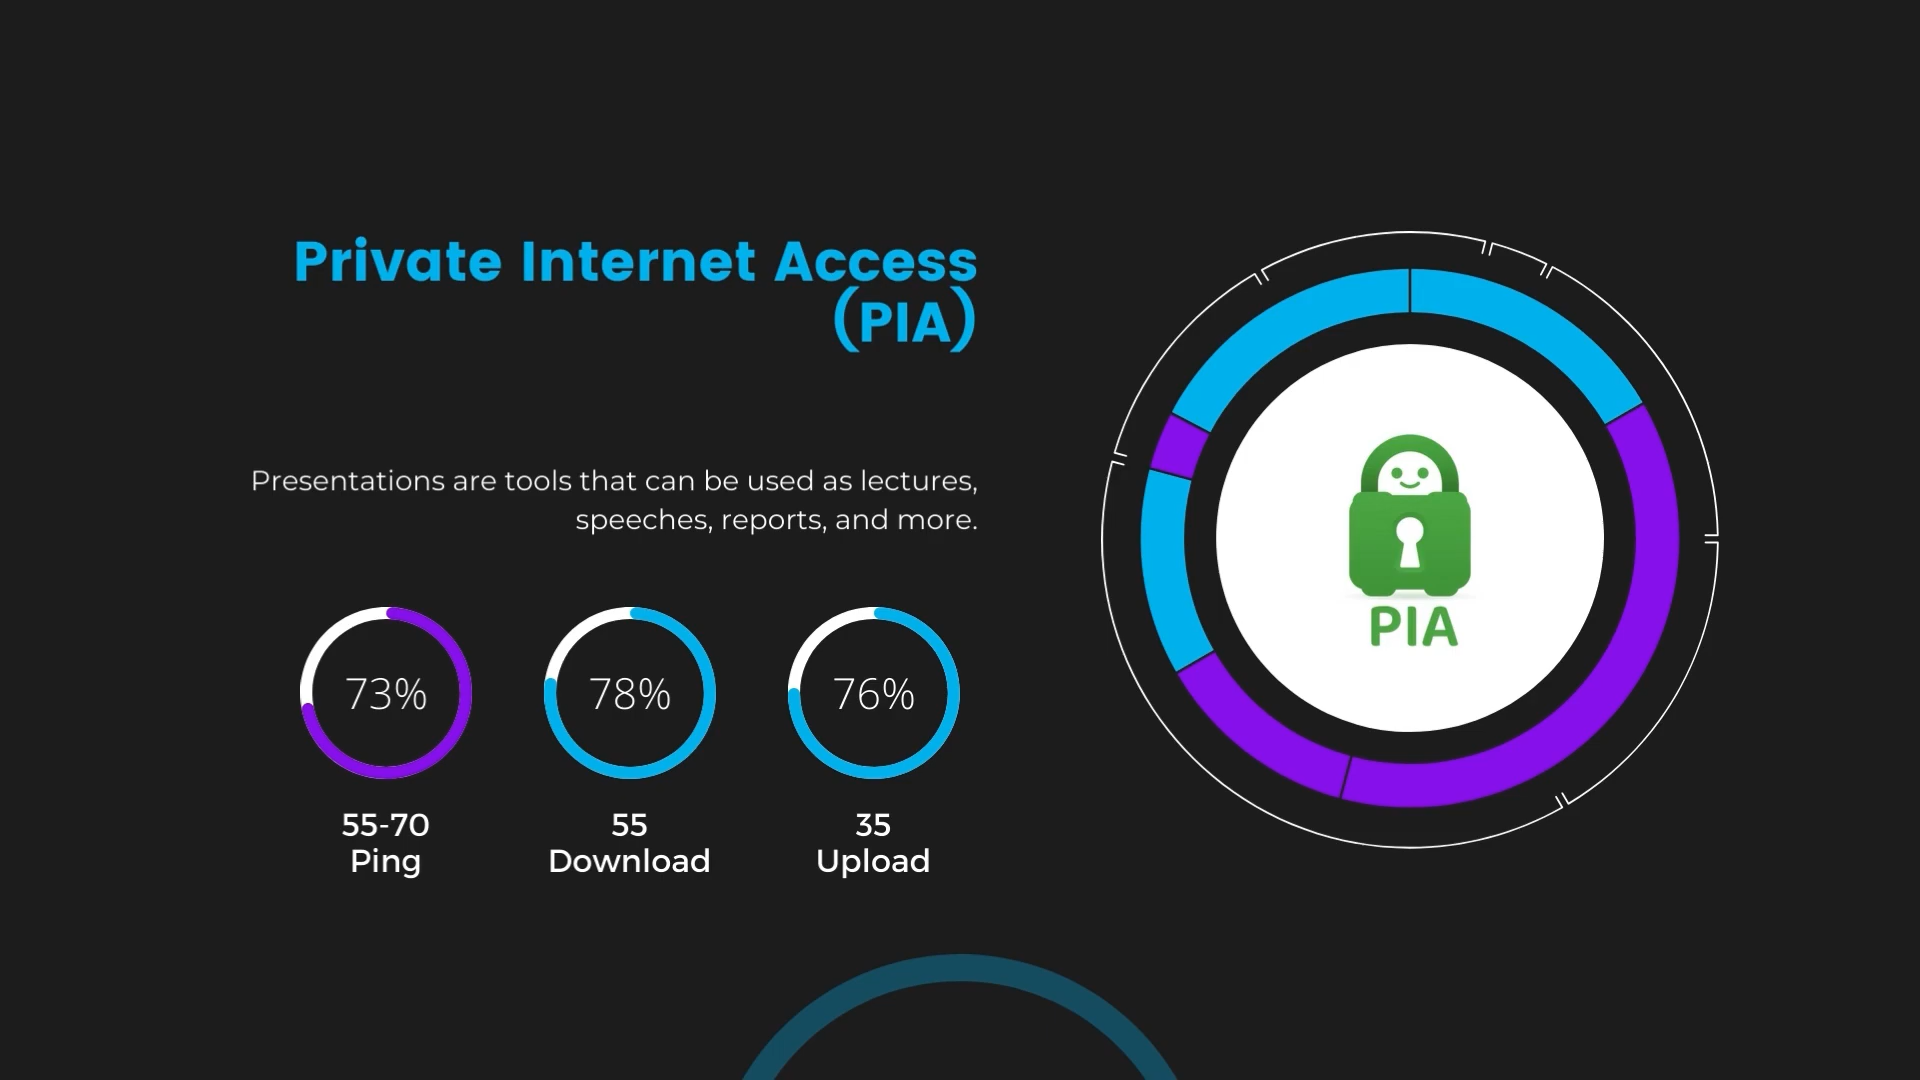 Private Internet Access
(PIA)
Presentations are tools that can be used as lectures,
speeches, reports, and more.
73%
78%
76%
55-70
Ping
55
Download
35
Upload
PIA